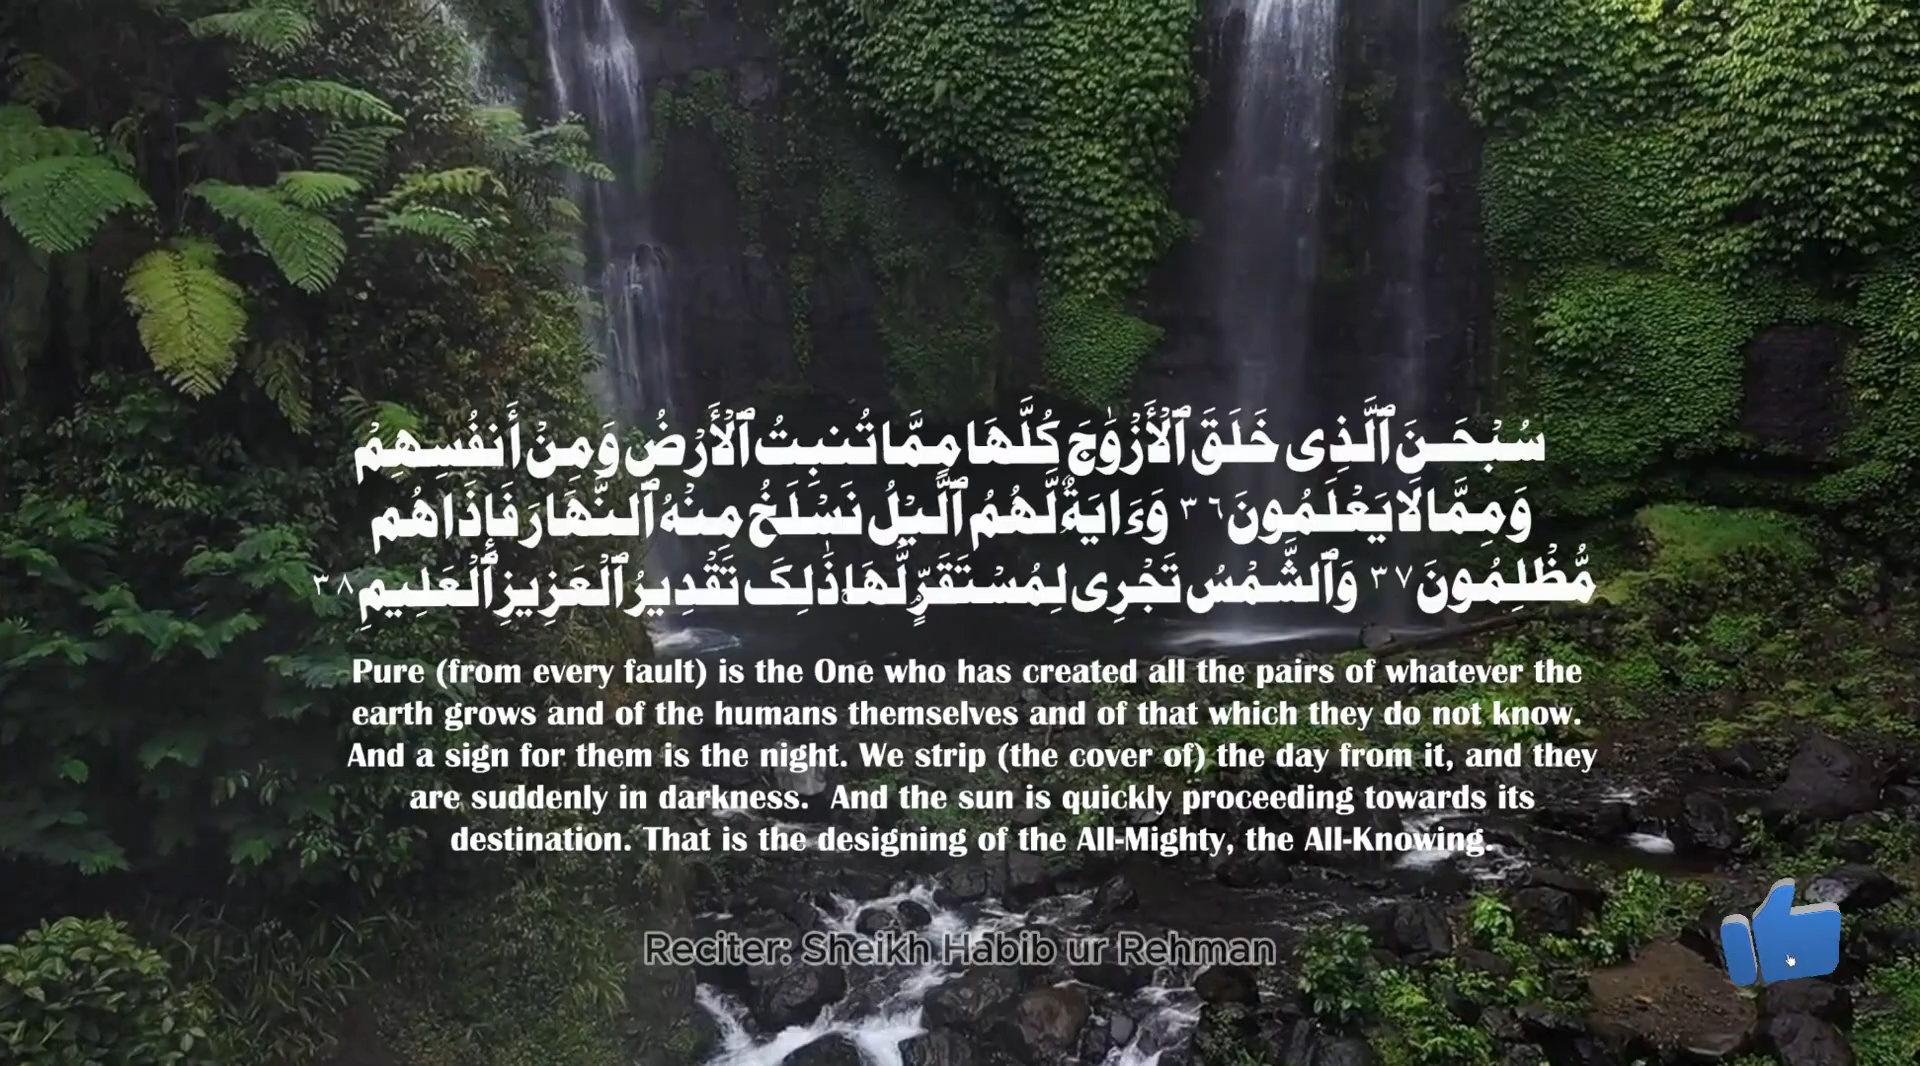 سُبْحَـنَ ٱلَّذِى خَلَقَ ٱلْأَزْوَٰجَ كُلَّهَا مِمَّا تُنۢبِتُ ٱلْأَرْضُ وَمِنْ أَنفُسِهِمْ
وَمِمَّا لَا يَعْلَمُونَ ٣٦ وَءَايَةٌ لَّهُمُ ٱلَّيْلُ نَسْلَخُ مِنْهُ ٱلنَّهَارَ فَإِذَا هُم
مُّظْلِمُونَ ٣٧ وَٱلشَّمْسُ تَجْرِى لِمُسْتَقَرٍّۢ لَّهَا ۚ ذَٰلِكَ تَقْدِيرُ ٱلْعَزِيزِ ٱلْعَلِيمِ ٣٨
Pure (from every fault) is the One who has created all the pairs of whatever the
earth grows and of the humans themselves and of that which they do not know.
And a sign for them is the night. We strip (the cover of) the day from it, and they
are suddenly in darkness. And the sun is quickly proceeding towards its
destination. That is the designing of the All-Mighty, the All-Knowing.
Reciter: Sheikh Habib ur Rehman